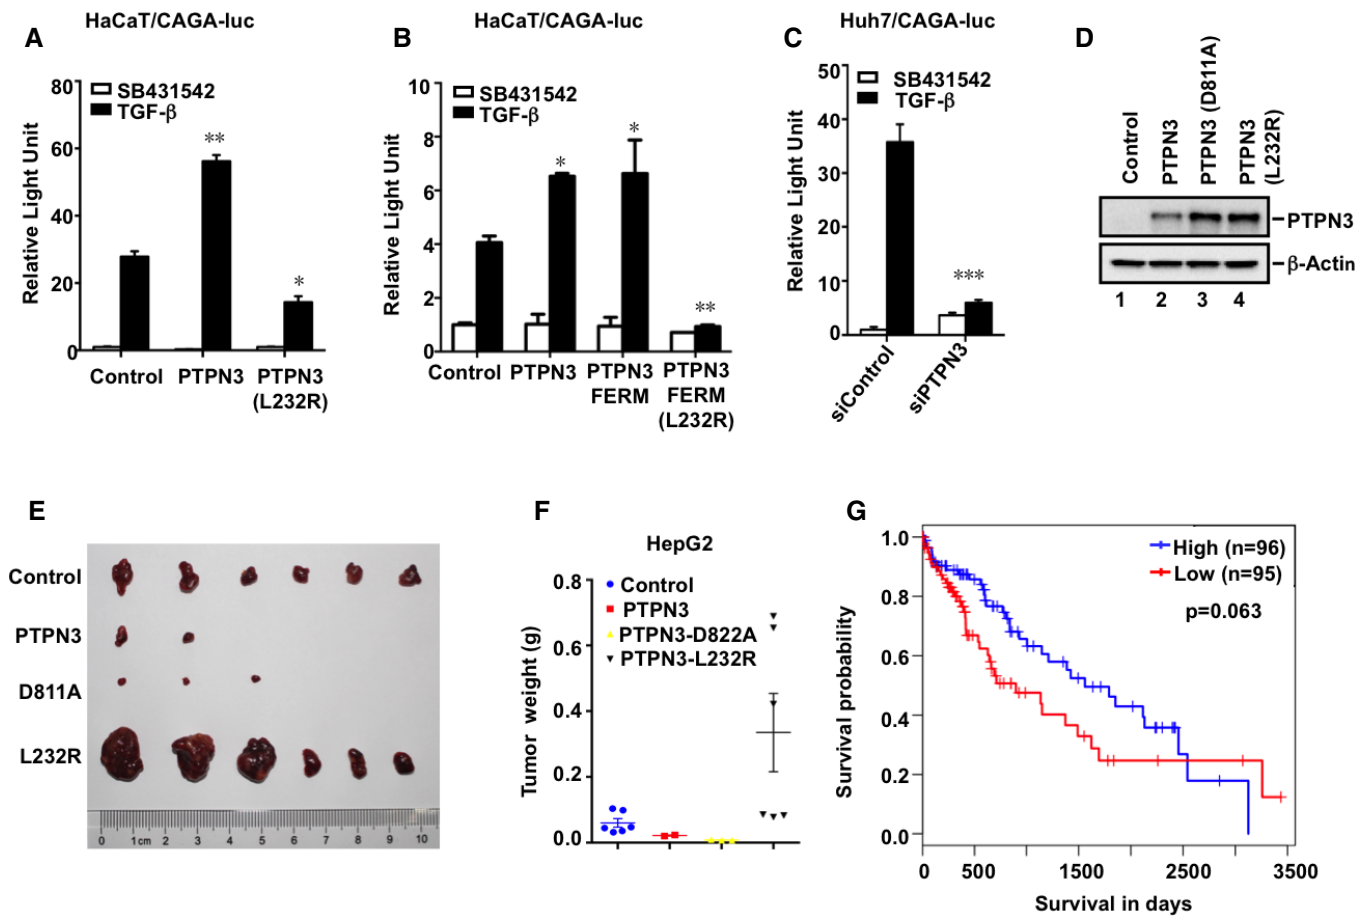 A
HaCaT/CAGA-luc
SB431542
TGF-β
Relative Light Unit
80
60
40
20
0
**
*
Control
PTPN3
PTPN3
(L232R)
B
HaCaT/CAGA-luc
SB431542
TGF-β
Relative Light Unit
10
8
6
4
2
0
*
*
**
Control
PTPN3
PTPN3
FERM
PTPN3
FERM
(L232R)
C
Huh7/CAGA-luc
SB431542
TGF-β
Relative Light Unit
50
40
30
20
10
0
***
siControl
siPTPN3
D
Control
PTPN3
PTPN3 (D811A)
PTPN3
(L232R)
PTPN3
β-Actin
1 2 3 4
E
Control
PTPN3
D811A
L232R
0 1cm 2 3 4 5 6 7 8 9 10
F
HepG2
Control
PTPN3
PTPN3-D822A
PTPN3-L232R
Tumor weight (g)
0.8
0.6
0.4
0.2
0.0
G
High (n=96)
Low (n=95)
p=0.063
Survival probability
1.0
0.8
0.6
0.4
0.2
0.0
0 500 1500 2500 3500
Survival in days